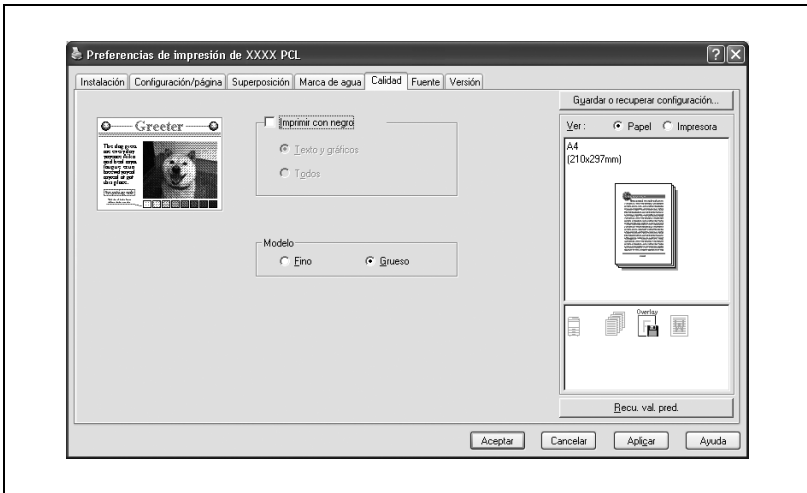 Preferencias de impresión de XXXX PCL
Instalación Configuración/página Superposición Marca de agua Calidad Fuente Versión
Guardar o recuperar configuración...
Greeter
Imprimir con negro
Texto y gráficos
Todos
Ver: Papel Impresora
A4
(210x297mm)
Modelo
Fino Grueso
Overlay
Recu. val. pred.
Aceptar Cancelar Aplicar Ayuda